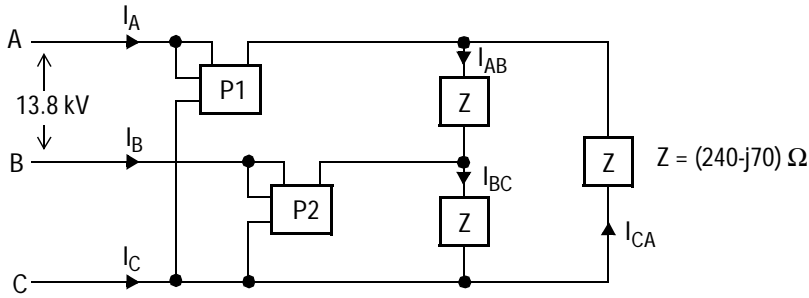 I_A
A
P1
I_AB
Z
13.8 kV
I_B
B
Z
Z = (240-j70) Ω
I_BC
P2
Z
I_CA
I_C
C